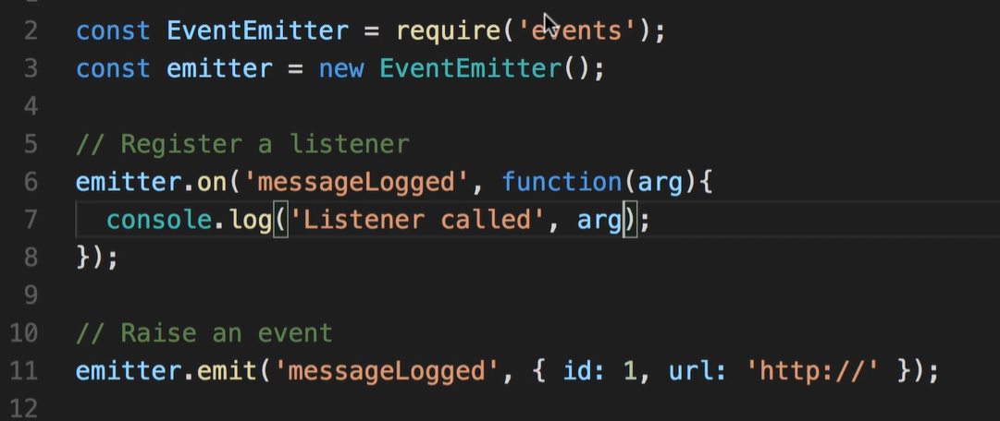 2 const EventEmitter = require('events');
3 const emitter = new EventEmitter();
4
5 // Register a listener
6 emitter.on('messageLogged', function(arg){
7   console.log('Listener called', arg);
8 });
9
10 // Raise an event
11 emitter.emit('messageLogged', { id: 1, url: 'http://' });
12